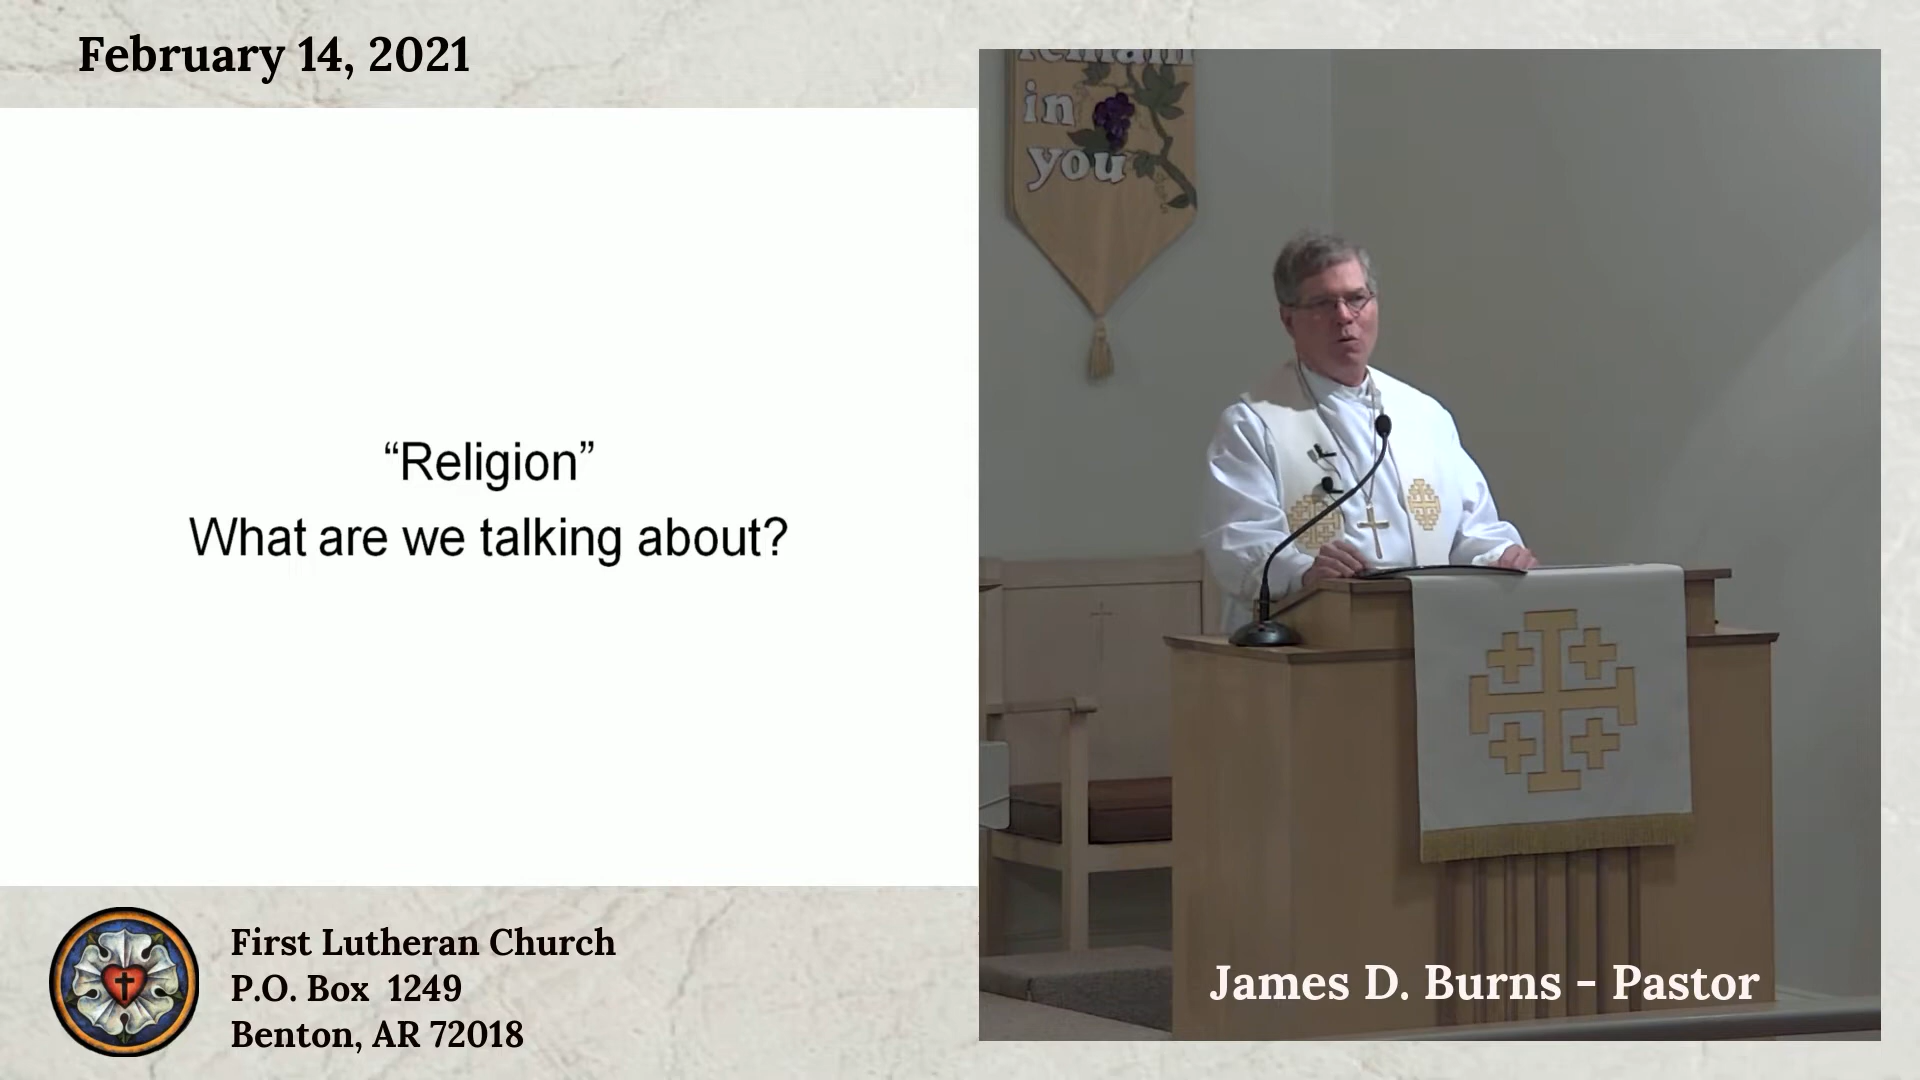 February 14, 2021
“Religion”
What are we talking about?
First Lutheran Church
P.O. Box 1249
Benton, AR 72018
remain
in
you
James D. Burns - Pastor